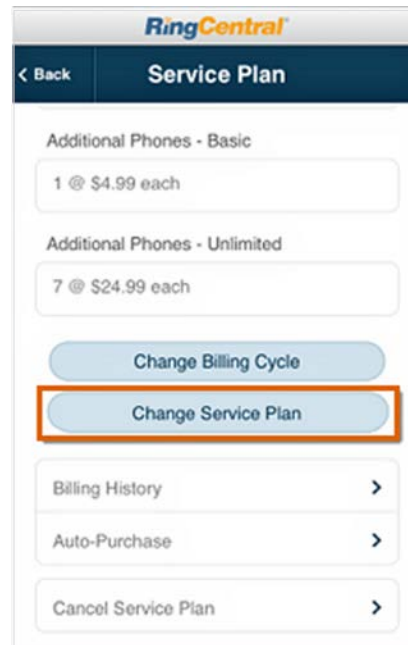 RingCentral
< Back
Service Plan
Additional Phones - Basic
1 @ $4.99 each
Additional Phones - Unlimited
7 @ $24.99 each
Change Billing Cycle
Change Service Plan
Billing History
Auto-Purchase
Cancel Service Plan